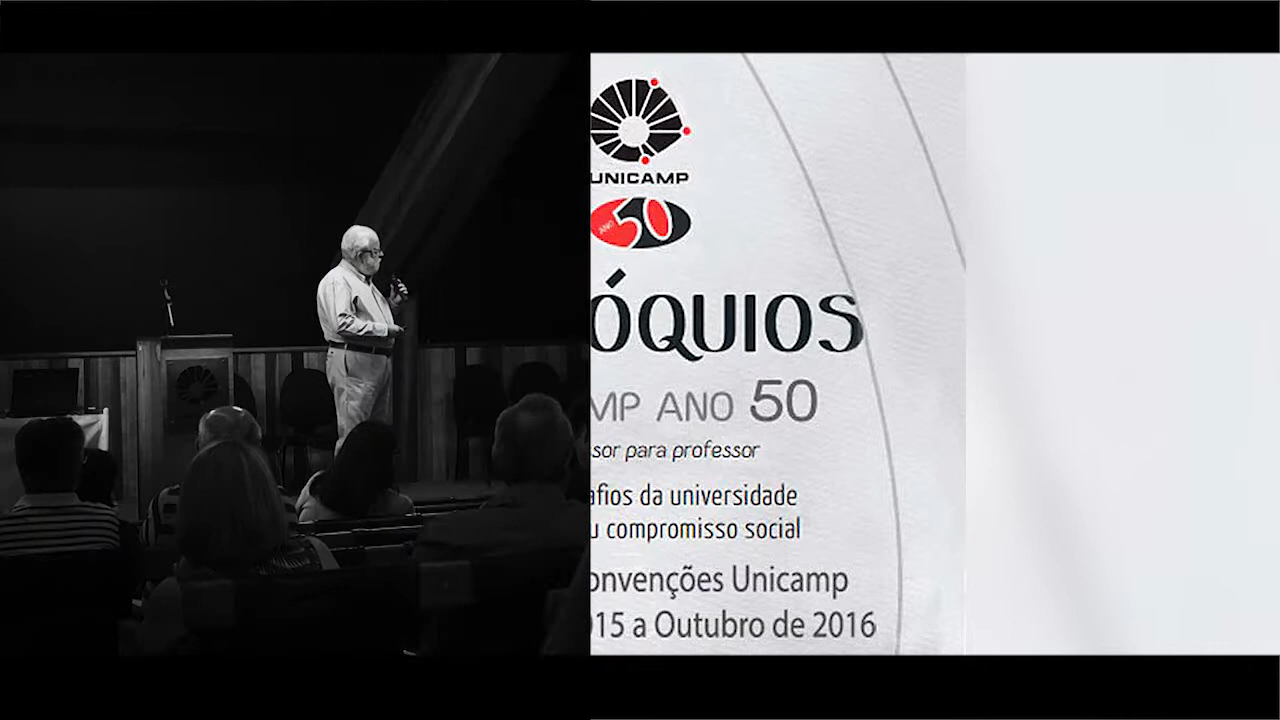 UNICAMP
ANO 50
ÓQUIOS
MP ANO 50
sor para professor
afios da universidade
u compromisso social
onvenções Unicamp
015 a Outubro de 2016